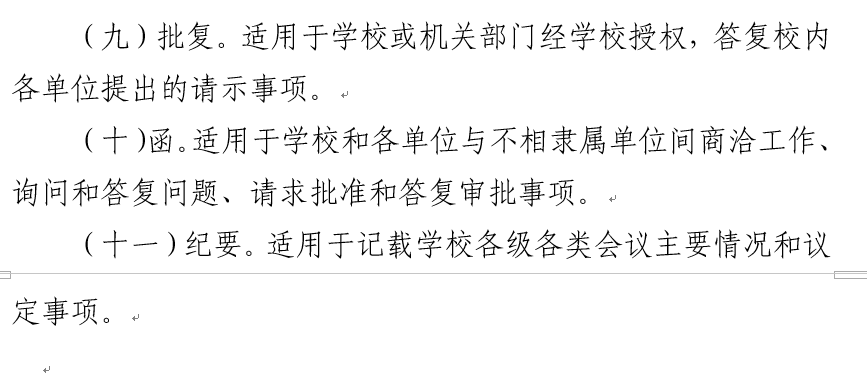 （九）批复。适用于学校或机关部门经学校授权，答复校内
各单位提出的请示事项。
（十）函。适用于学校和各单位与不相隶属单位间商洽工作、
询问和答复问题、请求批准和答复审批事项。
（十一）纪要。适用于记载学校各级各类会议主要情况和议
定事项。